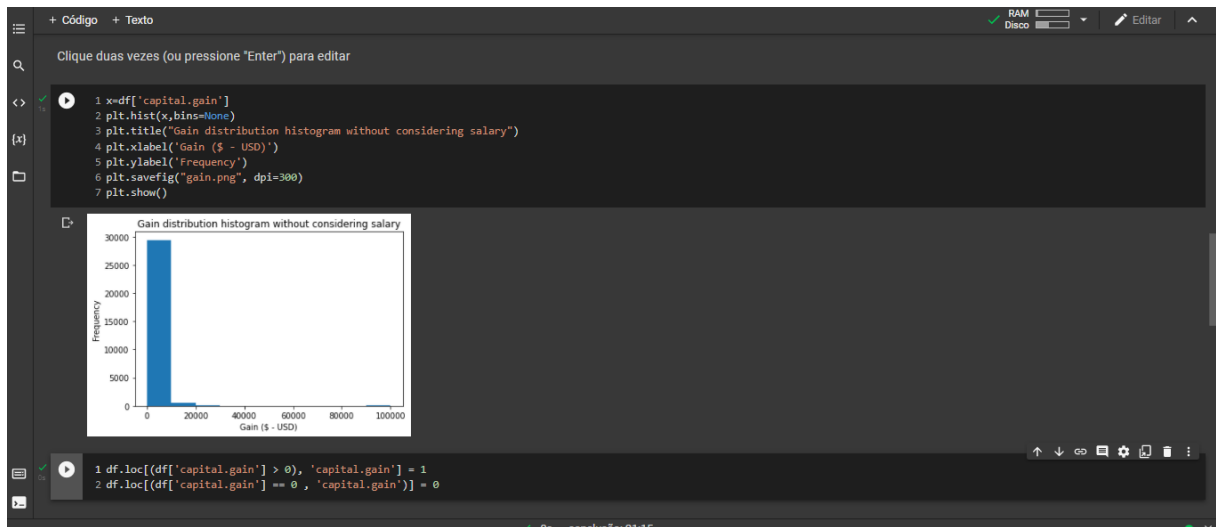 + Código + Texto
RAM
Disco
Editar
Clique duas vezes (ou pressione "Enter") para editar
1s
1 x=df['capital.gain']
2 plt.hist(x,bins=None)
3 plt.title("Gain distribution histogram without considering salary")
4 plt.xlabel('Gain ($ - USD)')
5 plt.ylabel('Frequency')
6 plt.savefig("gain.png", dpi=300)
7 plt.show()
{x}
Gain distribution histogram without considering salary
30000
25000
20000
15000
10000
5000
0
Frequency
0 20000 40000 60000 80000 100000
Gain ($ - USD)
0s
1 df.loc[(df['capital.gain'] > 0), 'capital.gain'] = 1
2 df.loc[(df['capital.gain'] == 0 , 'capital.gain')] = 0